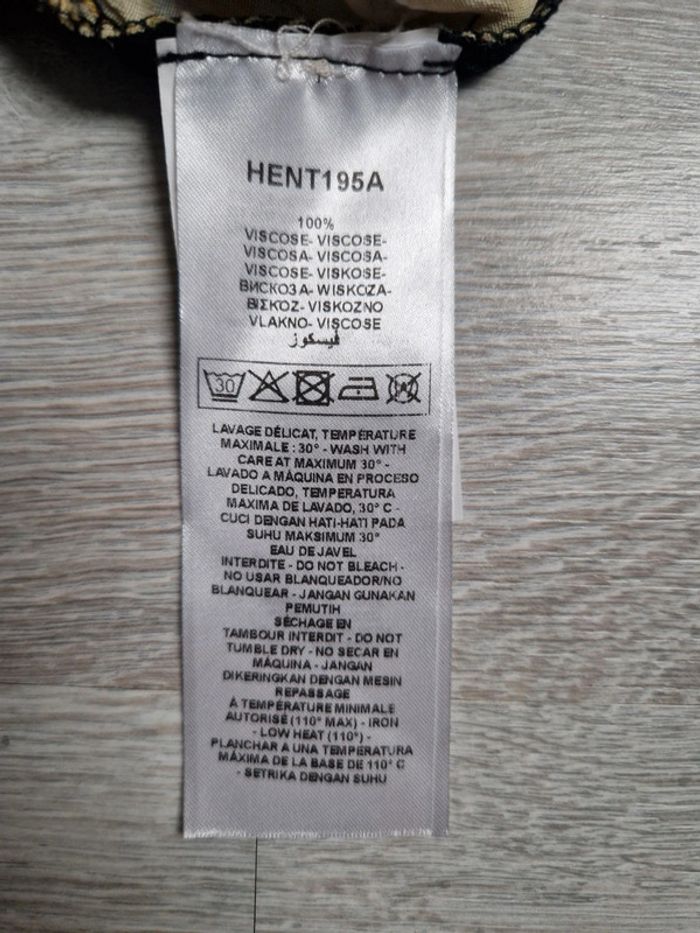 HENT195A
100%
VISCOSE- VISCOSE-
VISCOSA- VISCOSA-
VISCOSE- VISKOSE-
ВИСКОЗА- WISKOZA-
ΒΙΣΚΟΖ- VISKOZNO
VLAKNO- VISCOSE
فيسكوز
30
LAVAGE DÉLICAT, TEMPÉRATURE
MAXIMALE : 30° - WASH WITH
CARE AT MAXIMUM 30° -
LAVADO A MÁQUINA EN PROCESO
DELICADO, TEMPERATURA
MAXIMA DE LAVADO, 30° C -
CUCI DENGAN HATI-HATI PADA
SUHU MAKSIMUM 30°
EAU DE JAVEL
INTERDITE - DO NOT BLEACH -
NO USAR BLANQUEADOR/NO
BLANQUEAR - JANGAN GUNAKAN
PEMUTIH
SÉCHAGE EN
TAMBOUR INTERDIT - DO NOT
TUMBLE DRY - NO SECAR EN
MÁQUINA - JANGAN
DIKERINGKAN DENGAN MESIN
REPASSAGE
À TEMPÉRATURE MINIMALE
AUTORISÉ (110° MAX) - IRON
- LOW HEAT (110°) -
PLANCHAR A UNA TEMPERATURA
MÁXIMA DE LA BASE DE 110° C
- SETRIKA DENGAN SUHU